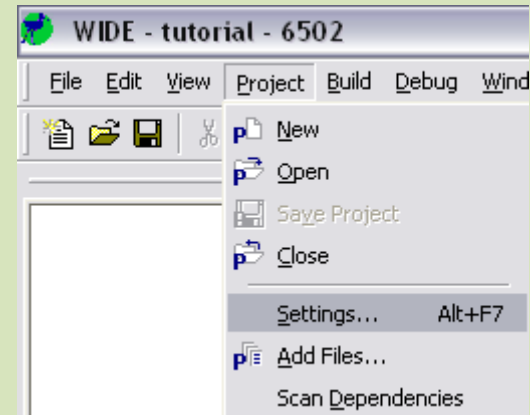 WIDE - tutorial - 6502
File Edit View Project Build Debug Wind
New
Open
Save Project
Close
Settings... Alt+F7
Add Files...
Scan Dependencies